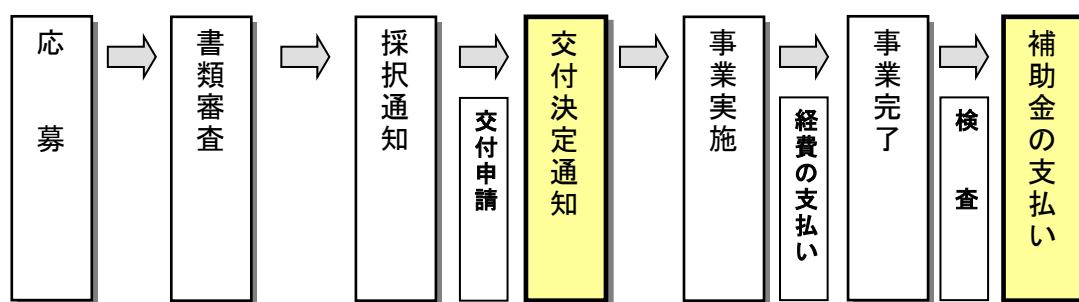 応募
書類審査
採択通知
交付申請
交付決定通知
事業実施
経費の支払い
事業完了
検査
補助金の支払い